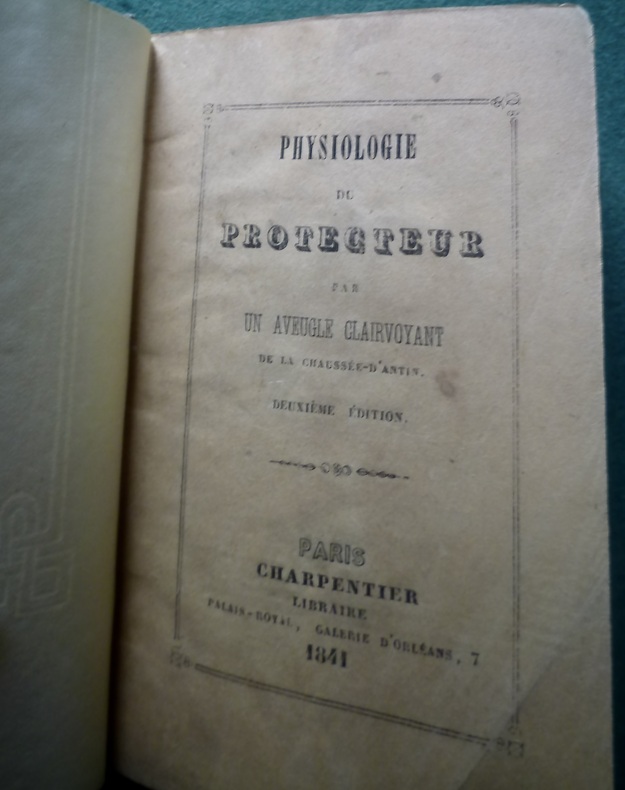 PHYSIOLOGIE
DU
PROTECTEUR
PAR
UN AVEUGLE CLAIRVOYANT
DE LA CHAUSSÉE-D'ANTIN.
DEUXIÈME ÉDITION.
PARIS
CHARPENTIER
LIBRAIRE
PALAIS-ROYAL, GALERIE D'ORLÉANS, 7
1841